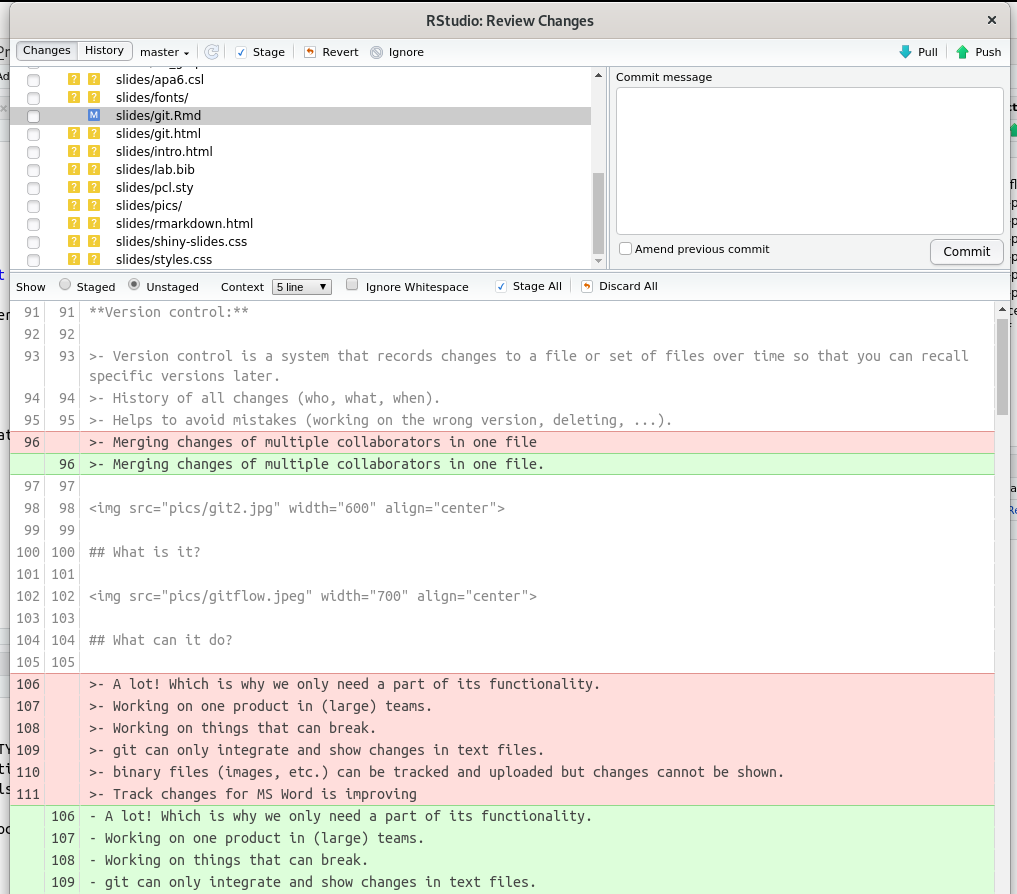 RStudio: Review Changes
Changes History master Stage Revert Ignore Pull Push
slides/apa6.csl
? ? slides/fonts/
M slides/git.Rmd
? ? slides/git.html
? ? slides/intro.html
? ? slides/lab.bib
? ? slides/pcl.sty
? ? slides/pics/
? ? slides/rmarkdown.html
? ? slides/shiny-slides.css
? ? slides/styles.css
Commit message
Amend previous commit Commit
Show Staged Unstaged Context 5 line Ignore Whitespace Stage All Discard All
91 91 **Version control:**
92 92
93 93 >- Version control is a system that records changes to a file or set of files over time so that you can recall
specific versions later.
94 94 >- History of all changes (who, what, when).
95 95 >- Helps to avoid mistakes (working on the wrong version, deleting, ...).
96 >- Merging changes of multiple collaborators in one file
96 >- Merging changes of multiple collaborators in one file.
97 97
98 98 <img src="pics/git2.jpg" width="600" align="center">
99 99
100 100 ## What is it?
101 101
102 102 <img src="pics/gitflow.jpeg" width="700" align="center">
103 103
104 104 ## What can it do?
105 105
106 >- A lot! Which is why we only need a part of its functionality.
107 >- Working on one product in (large) teams.
108 >- Working on things that can break.
109 >- git can only integrate and show changes in text files.
110 >- binary files (images, etc.) can be tracked and uploaded but changes cannot be shown.
111 >- Track changes for MS Word is improving
106 - A lot! Which is why we only need a part of its functionality.
107 - Working on one product in (large) teams.
108 - Working on things that can break.
109 - git can only integrate and show changes in text files.